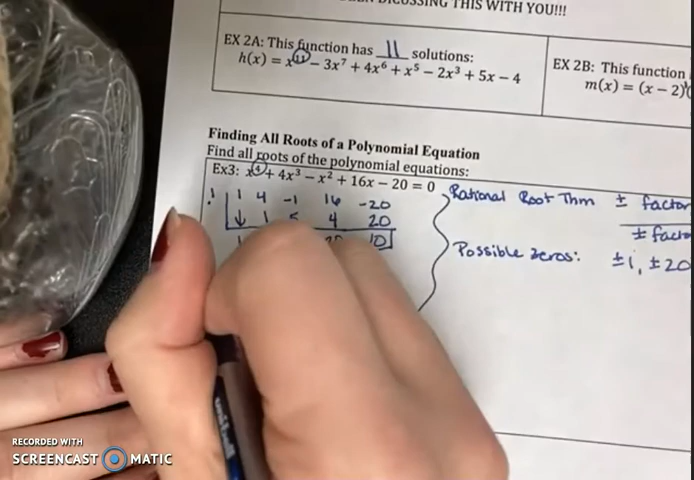 DICUSSING THIS WITH YOU!!!
EX 2A: This function has 11 solutions:
h(x) = x¹¹ − 3x⁷ + 4x⁶ + x⁵ − 2x³ + 5x − 4
EX 2B: This function
m(x) = (x − 2)
Finding All Roots of a Polynomial Equation
Find all roots of the polynomial equations:
Ex3: x⁴ + 4x³ − x² + 16x − 20 = 0
Rational Root Thm ± factor
± facto
1 4 -1 16 -20
↓ 1 5 4 20
Possible zeros: ±1, ±20
RECORDED WITH
SCREENCAST MATIC